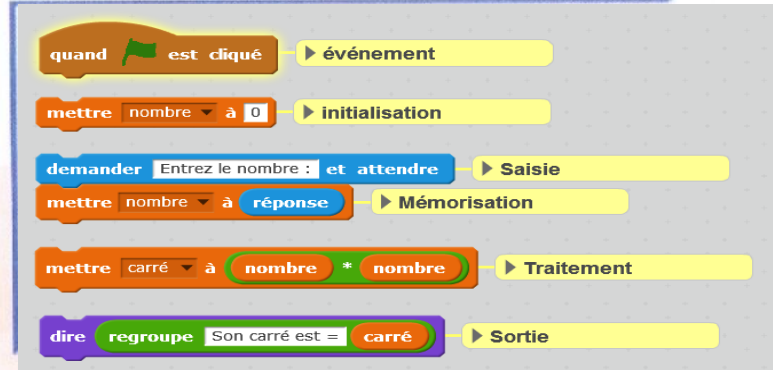 quand est cliqué événement
mettre nombre à 0 initialisation
demander Entrez le nombre : et attendre Saisie
mettre nombre à réponse Mémorisation
mettre carré à nombre * nombre Traitement
dire regroupe Son carré est = carré Sortie